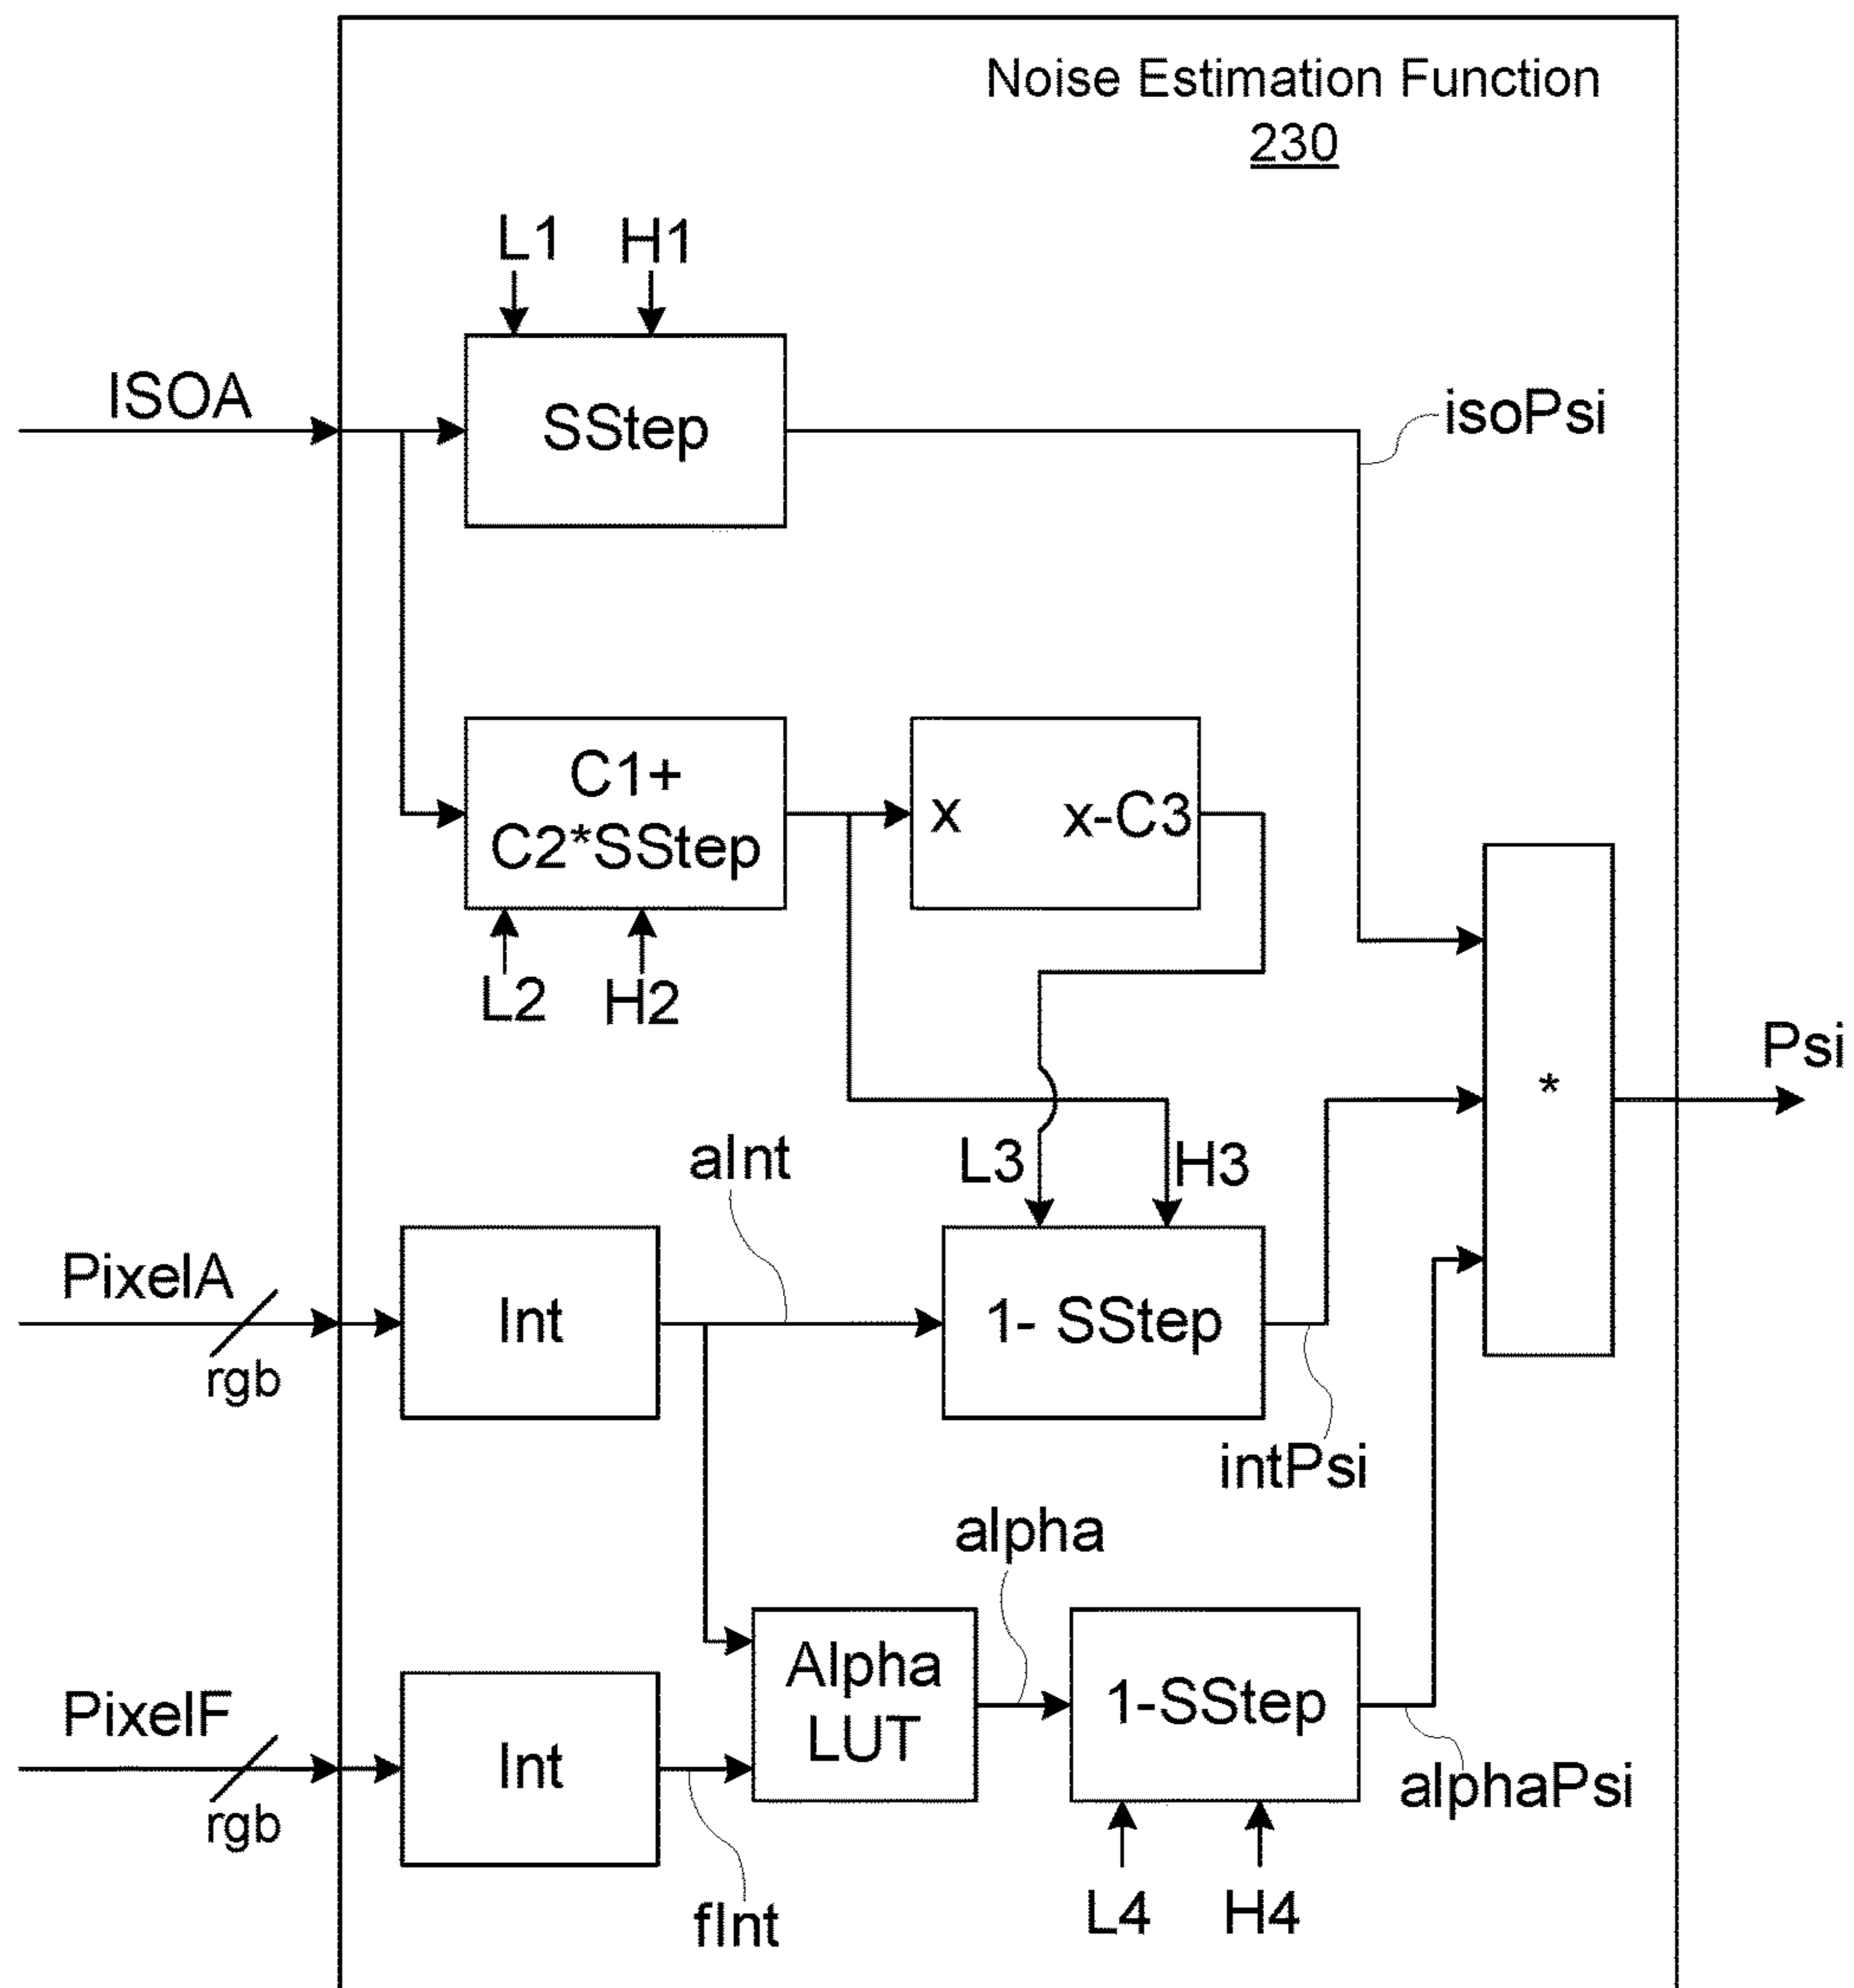 Noise Estimation Function
230
L1 H1
ISOA
SStep
isoPsi
C1+
C2*SStep
x x-C3
L2 H2
Psi
*
aInt
L3 H3
PixelA
rgb
Int
1- SStep
intPsi
alpha
PixelF
rgb
Int
Alpha
LUT
1-SStep
alphaPsi
fInt
L4 H4